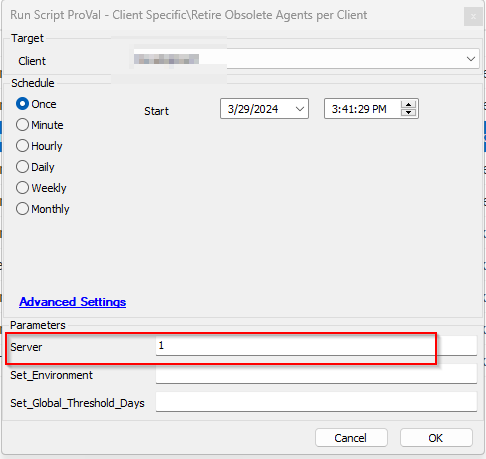 Run Script ProVal - Client Specific\Retire Obsolete Agents per Client
x
Target
Client
Schedule
Once
Start
3/29/2024
3:41:29 PM
Minute
Hourly
Daily
Weekly
Monthly
Advanced Settings
Parameters
Server
1
Set_Environment
Set_Global_Threshold_Days
Cancel
OK